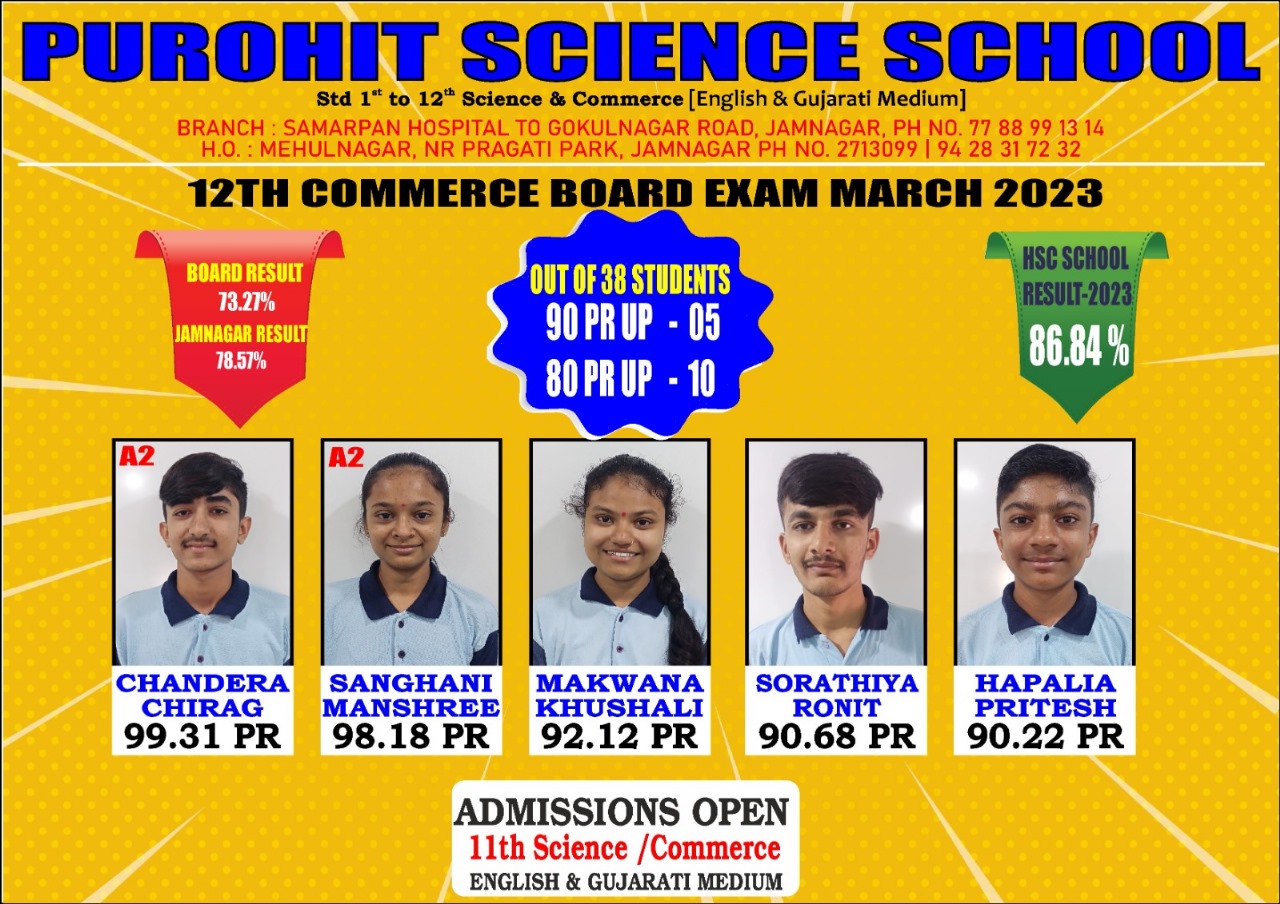 PUROHIT SCIENCE SCHOOL
Std 1st to 12th Science & Commerce [English & Gujarati Medium]
BRANCH : SAMARPAN HOSPITAL TO GOKULNAGAR ROAD, JAMNAGAR, PH NO. 77 88 99 13 14
H.O. : MEHULNAGAR, NR PRAGATI PARK, JAMNAGAR PH NO. 2713099 | 94 28 31 72 32
12TH COMMERCE BOARD EXAM MARCH 2023
BOARD RESULT
73.27%
JAMNAGAR RESULT
78.57%
OUT OF 38 STUDENTS
90 PR UP - 05
80 PR UP - 10
HSC SCHOOL
RESULT-2023
86.84 %
A2
CHANDERA
CHIRAG
99.31 PR
A2
SANGHANI
MANSHREE
98.18 PR
MAKWANA
KHUSHALI
92.12 PR
SORATHIYA
RONIT
90.68 PR
HAPALIA
PRITESH
90.22 PR
ADMISSIONS OPEN
11th Science /Commerce
ENGLISH & GUJARATI MEDIUM